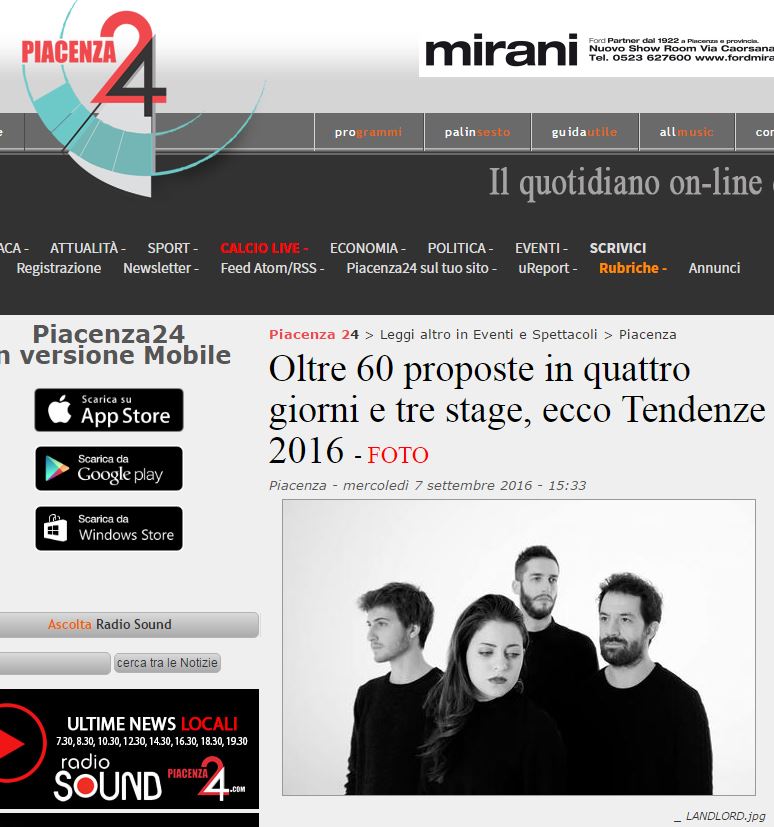 PIACENZA 24
mirani
Ford Partner dal 1922 a Piacenza e provincia.
Nuovo Show Room Via Caorsana
Tel. 0523 627600 www.fordmira
e
programmi
palinsesto
guidautile
allmusic
con
Il quotidiano on-line
ACA - ATTUALITÀ - SPORT - CALCIO LIVE - ECONOMIA - POLITICA - EVENTI - SCRIVICI
Registrazione Newsletter - Feed Atom/RSS - Piacenza24 sul tuo sito - uReport - Rubriche - Annunci
Piacenza24
n versione Mobile
Scarica su
App Store
Scarica da
Google play
Scarica da
Windows Store
Ascolta Radio Sound
cerca tra le Notizie
ULTIME NEWS LOCALI
7.30, 8.30, 10.30, 12.30, 14.30, 16.30, 18.30, 19.30
radio
SOUND
PIACENZA 24.COM
Piacenza 24 > Leggi altro in Eventi e Spettacoli > Piacenza
Oltre 60 proposte in quattro
giorni e tre stage, ecco Tendenze
2016 - FOTO
Piacenza - mercoledì 7 settembre 2016 - 15:33
_ LANDLORD.jpg